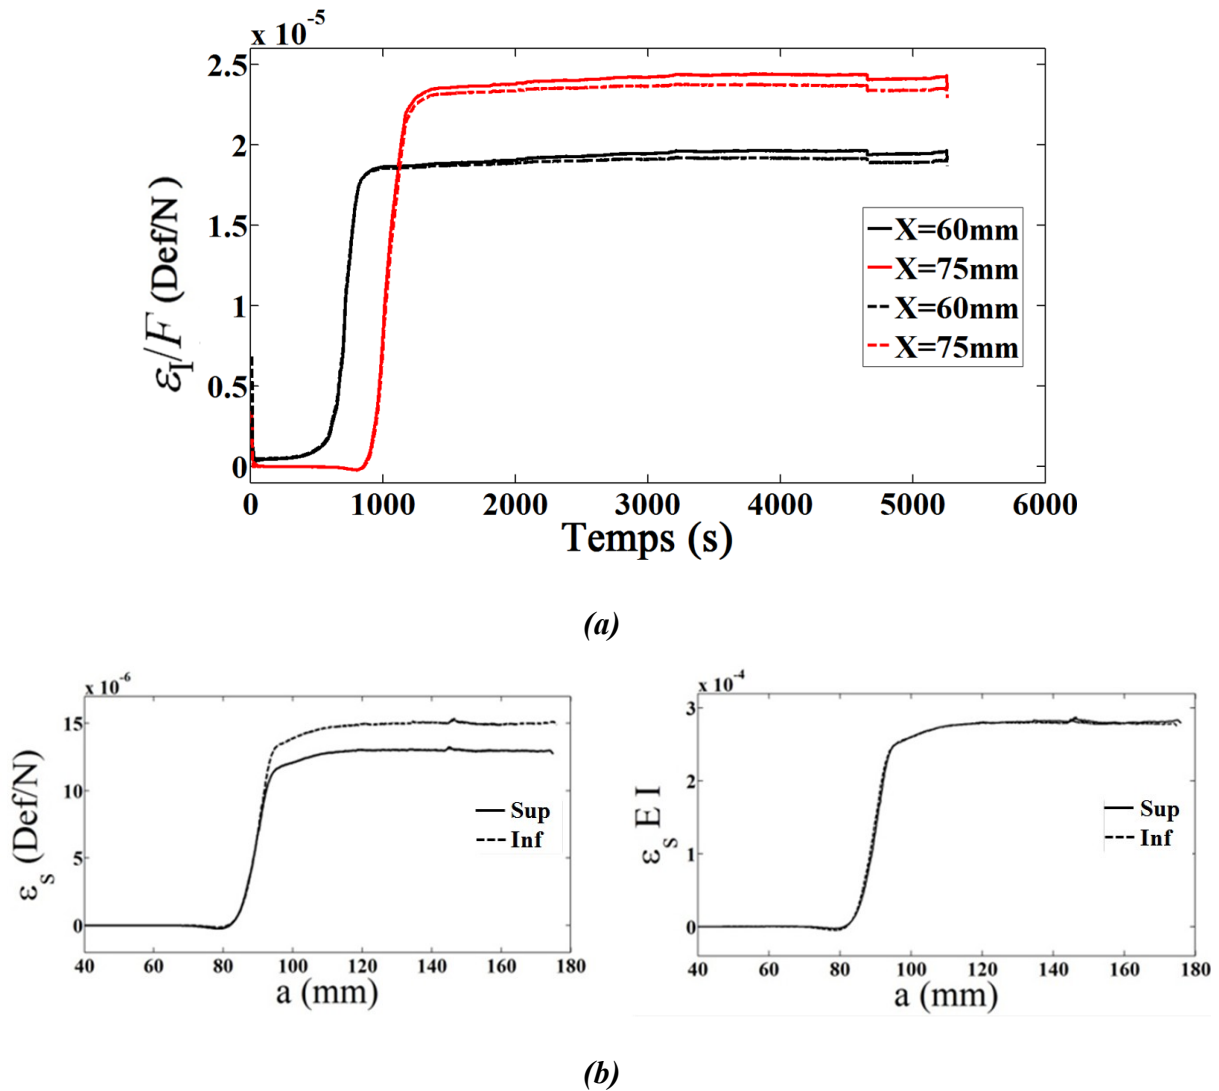 x 10-5
2.5
2
1.5
1
0.5
0
εI/F (Def/N)
X=60mm
X=75mm
X=60mm
X=75mm
0 1000 2000 3000 4000 5000 6000
Temps (s)
(a)
x 10-6
15
10
5
0
εs (Def/N)
Sup
Inf
40 60 80 100 120 140 160 180
a (mm)
x 10-4
3
2
1
0
εs E I
Sup
Inf
40 60 80 100 120 140 160 180
a (mm)
(b)